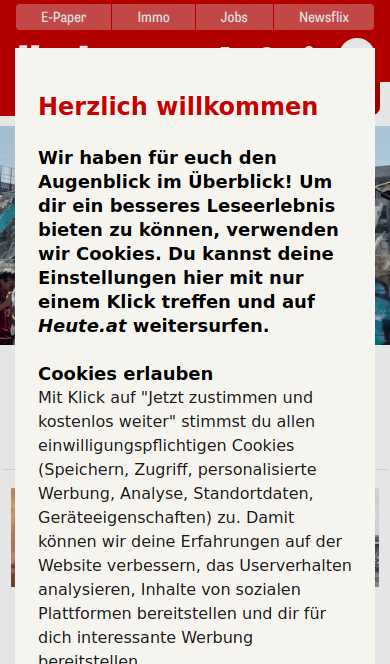 E-Paper
Immo
Jobs
Newsflix
Herzlich willkommen
Wir haben für euch den
Augenblick im Überblick! Um
dir ein besseres Leseerlebnis
bieten zu können, verwenden
wir Cookies. Du kannst deine
Einstellungen hier mit nur
einem Klick treffen und auf
Heute.at weitersurfen.
Cookies erlauben
Mit Klick auf "Jetzt zustimmen und
kostenlos weiter" stimmst du allen
einwilligungspflichtigen Cookies
(Speichern, Zugriff, personalisierte
Werbung, Analyse, Standortdaten,
Geräteeigenschaften) zu. Damit
können wir deine Erfahrungen auf der
Website verbessern, das Userverhalten
analysieren, Inhalte von sozialen
Plattformen bereitstellen und dir für
dich interessante Werbung
bereitstellen